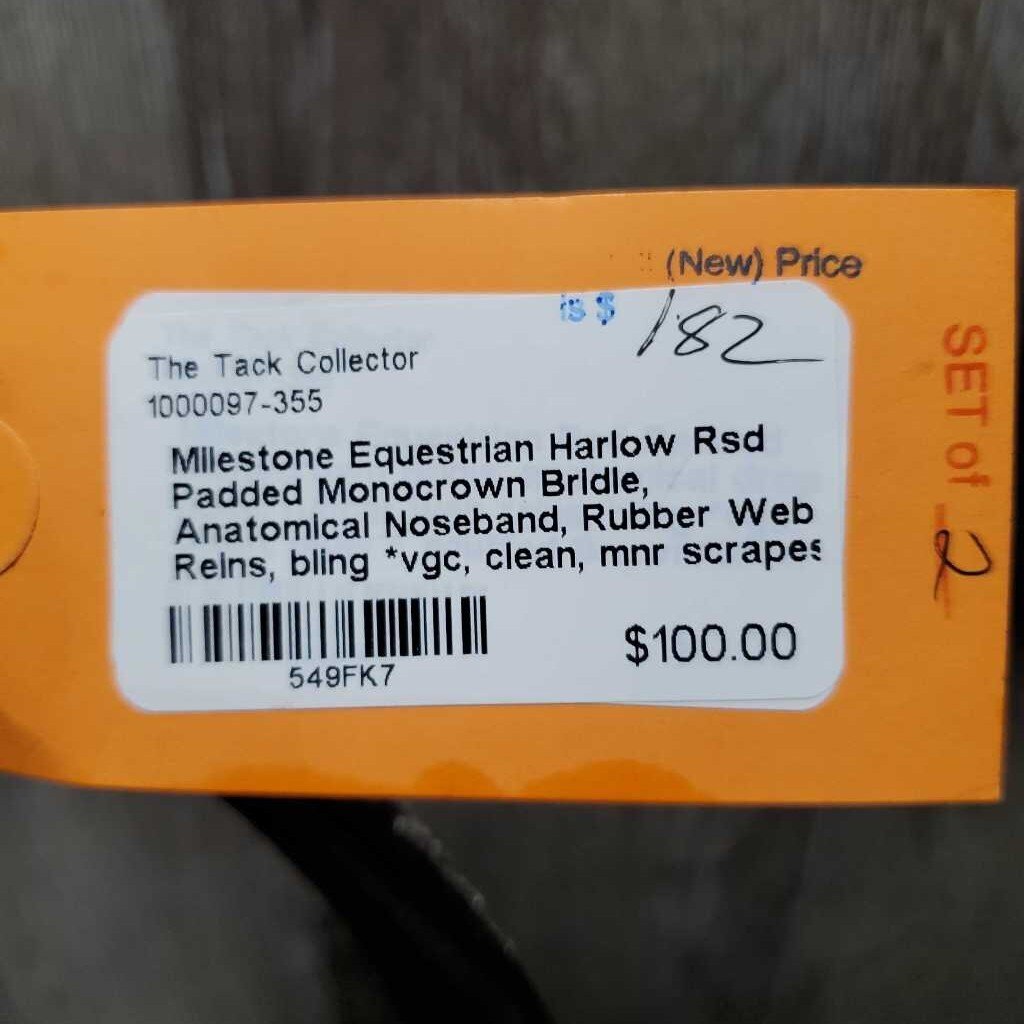 (New) Price
is $ 182
The Tack Collector
1000097-355
Milestone Equestrian Harlow Rsd
Padded Monocrown Bridle,
Anatomical Noseband, Rubber Web
Reins, bling *vgc, clean, mnr scrapes
549FK7
$100.00
SET of 2